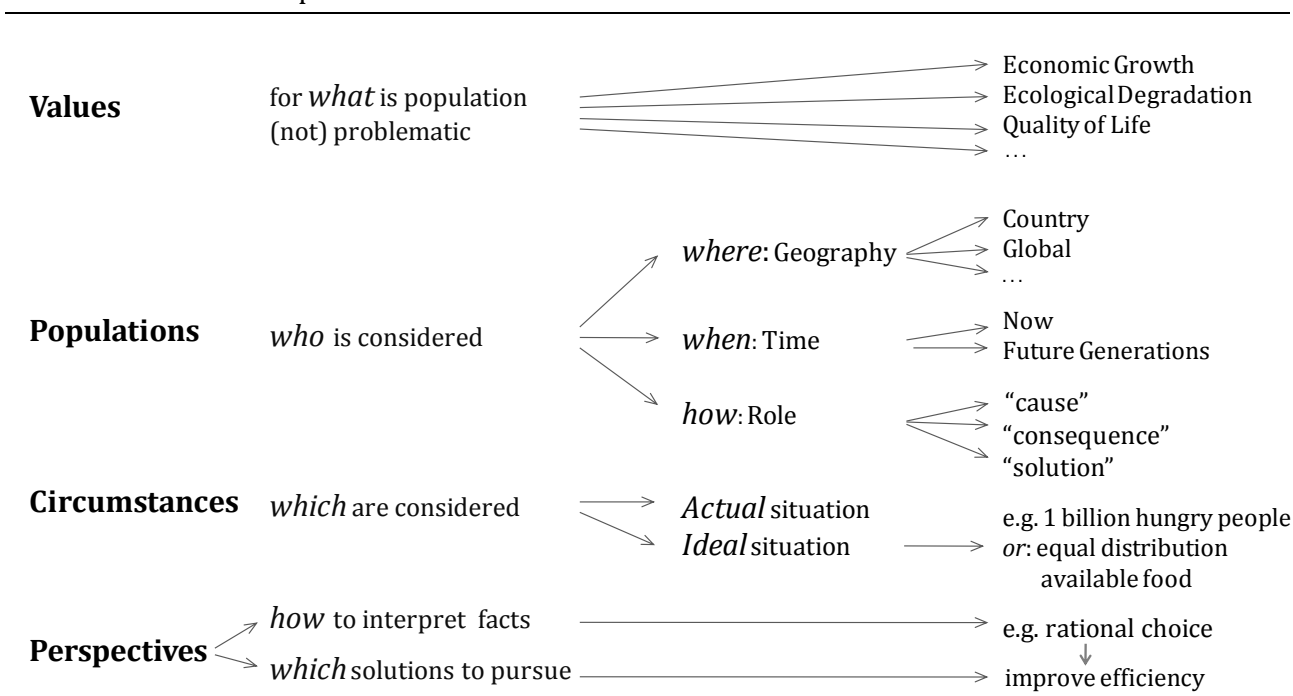 Values
for what is population
(not) problematic
Economic Growth
Ecological Degradation
Quality of Life
...
Populations
who is considered
where: Geography
Country
Global
...
when: Time
Now
Future Generations
how: Role
“cause”
“consequence”
“solution”
Circumstances
which are considered
Actual situation
Ideal situation
e.g. 1 billion hungry people
or: equal distribution
available food
Perspectives
how to interpret facts
e.g. rational choice
which solutions to pursue
improve efficiency